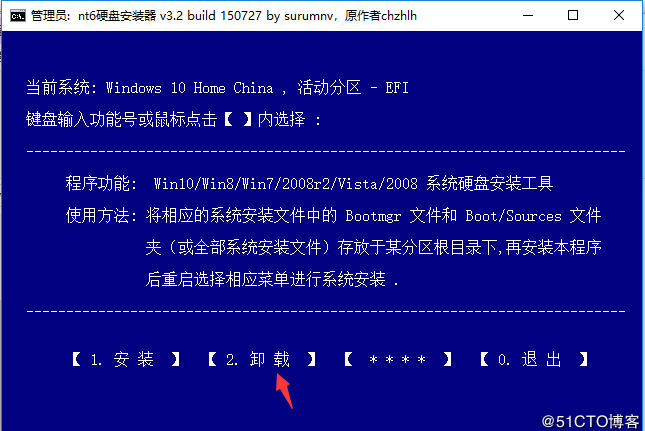 管理员: nt6硬盘安装器 v3.2 build 150727 by surumnv，原作者chzhlh
当前系统: Windows 10 Home China , 活动分区 - EFI
键盘输入功能号或鼠标点击【 】内选择 :
程序功能: Win10/Win8/Win7/2008r2/Vista/2008 系统硬盘安装工具
使用方法: 将相应的系统安装文件中的 Bootmgr 文件和 Boot/Sources 文件
夹（或全部系统安装文件）存放于某分区根目录下,再安装本程序
后重启选择相应菜单进行系统安装 .
【 1. 安 装 】 【 2. 卸 载 】 【 * * * * 】 【 0. 退 出 】
@51CTO博客